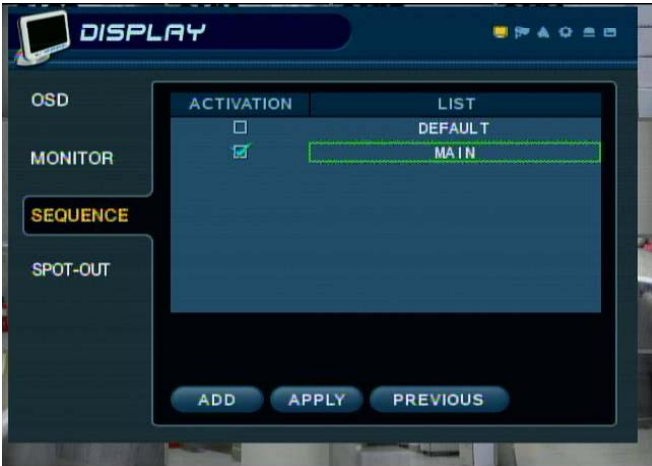 DISPLAY
OSD
MONITOR
SEQUENCE
SPOT-OUT
ACTIVATION LIST
DEFAULT
MAIN
ADD APPLY PREVIOUS